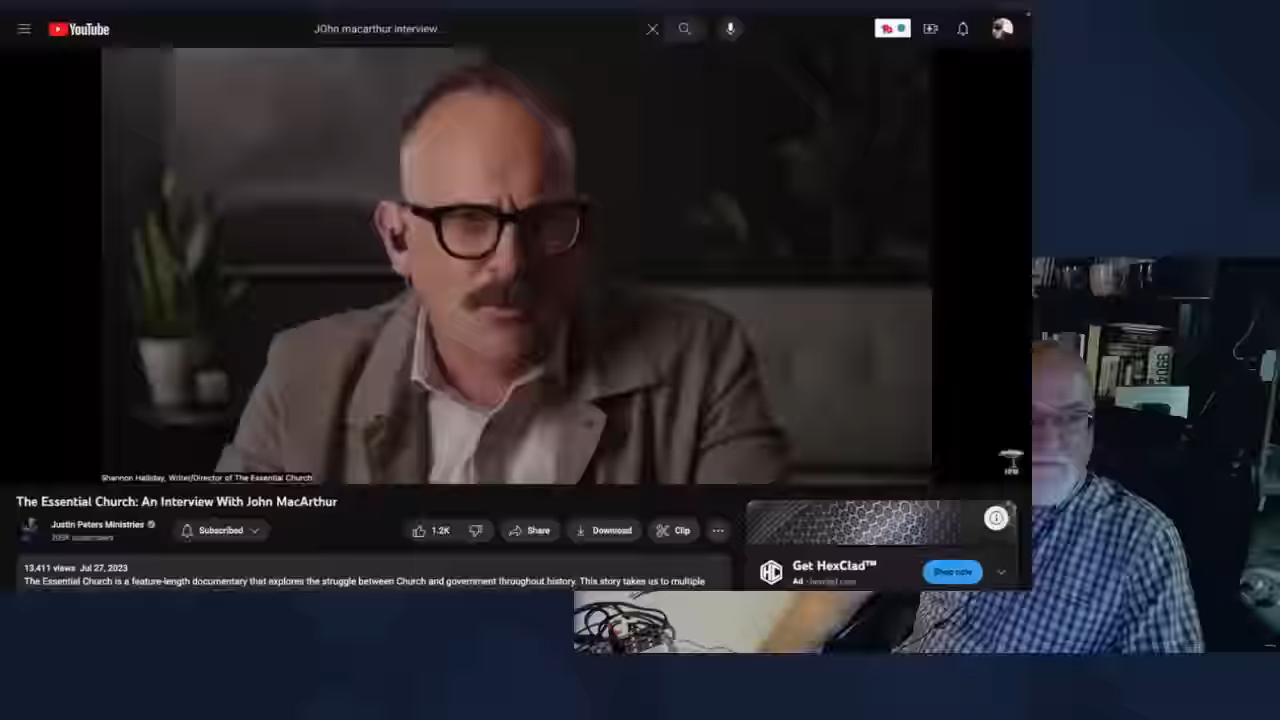 YouTube
JOhn macarthur interview...
Shannon Halliday, Writer/Director of The Essential Church
The Essential Church: An Interview With John MacArthur
Justin Peters Ministries
Subscribed
1.2K
Share
Download
Clip
13,411 views Jul 27, 2023
The Essential Church is a feature-length documentary that explores the struggle between Church and government throughout history. This story takes us to multiple
Get HexClad™
Ad · hexclad.com
Shop now